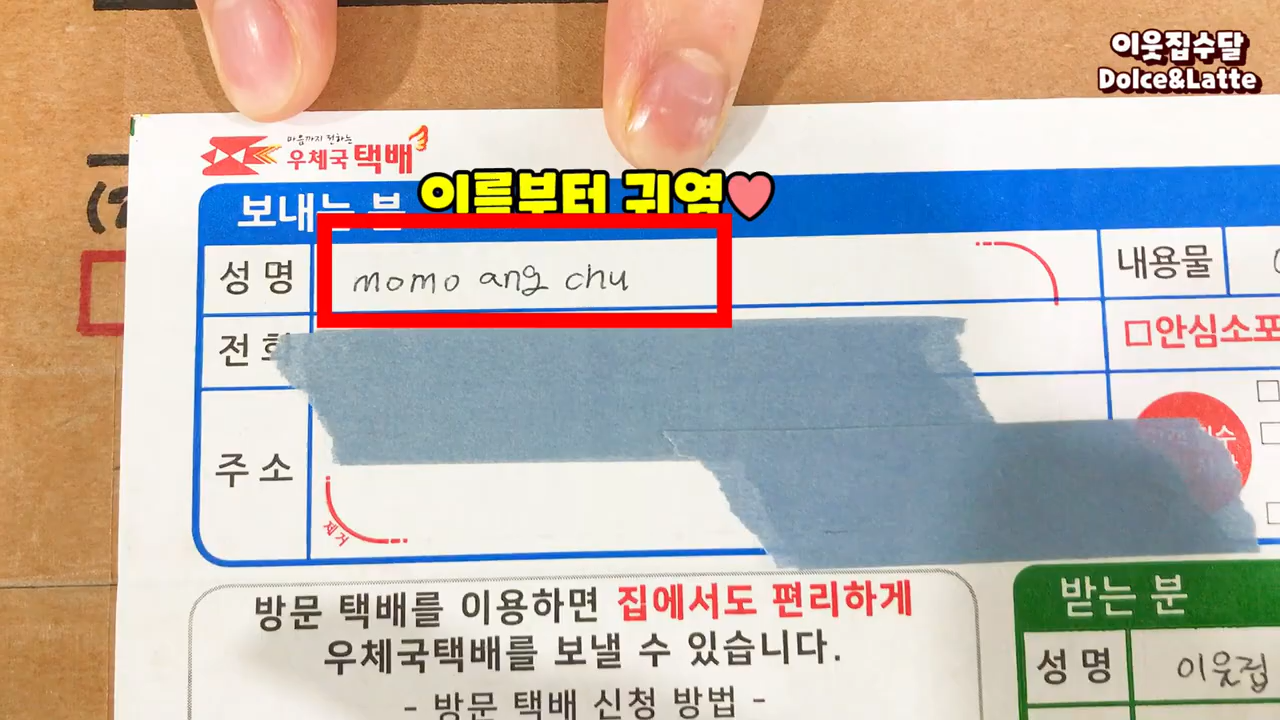 이웃집수달
Dolce&Latte
마음까지 전하는
우체국 택배
보내는 분
이름부터 귀염
성 명
momo ang chu
내용물
전 화
안심소포
주 소
제거
방문 택배를 이용하면 집에서도 편리하게
우체국택배를 보낼 수 있습니다.
- 방문 택배 신청 방법 -
받는 분
성 명
이웃집